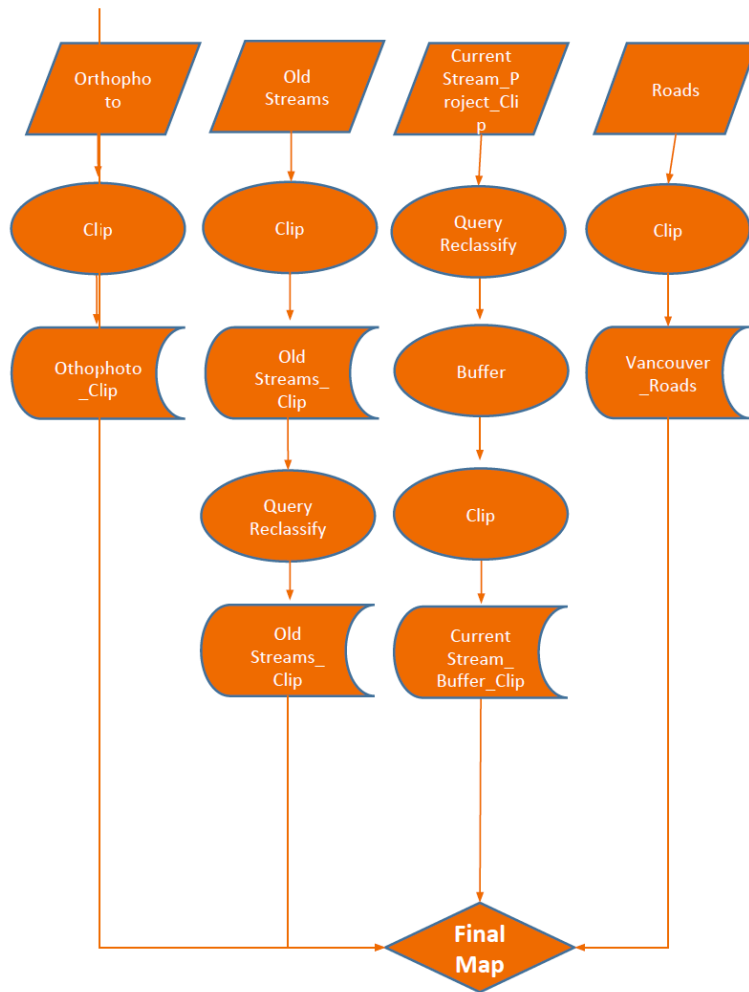 Orthopho
to
Old
Streams
Current
Stream_P
roject_Cli
p
Roads
Clip
Clip
Query
Reclassify
Clip
Othophoto
_Clip
Old
Streams_
Clip
Buffer
Vancouver
_Roads
Query
Reclassify
Clip
Old
Streams_
Clip
Current
Stream_
Buffer_Clip
Final
Map